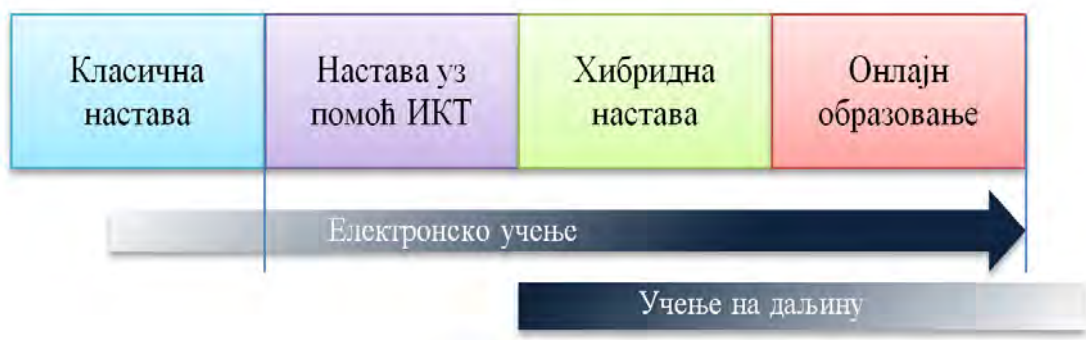 Класична
настава
Настава уз
помоћ ИКТ
Хибридна
настава
Онлајн
образовање
Електронско учење
Учење на даљину